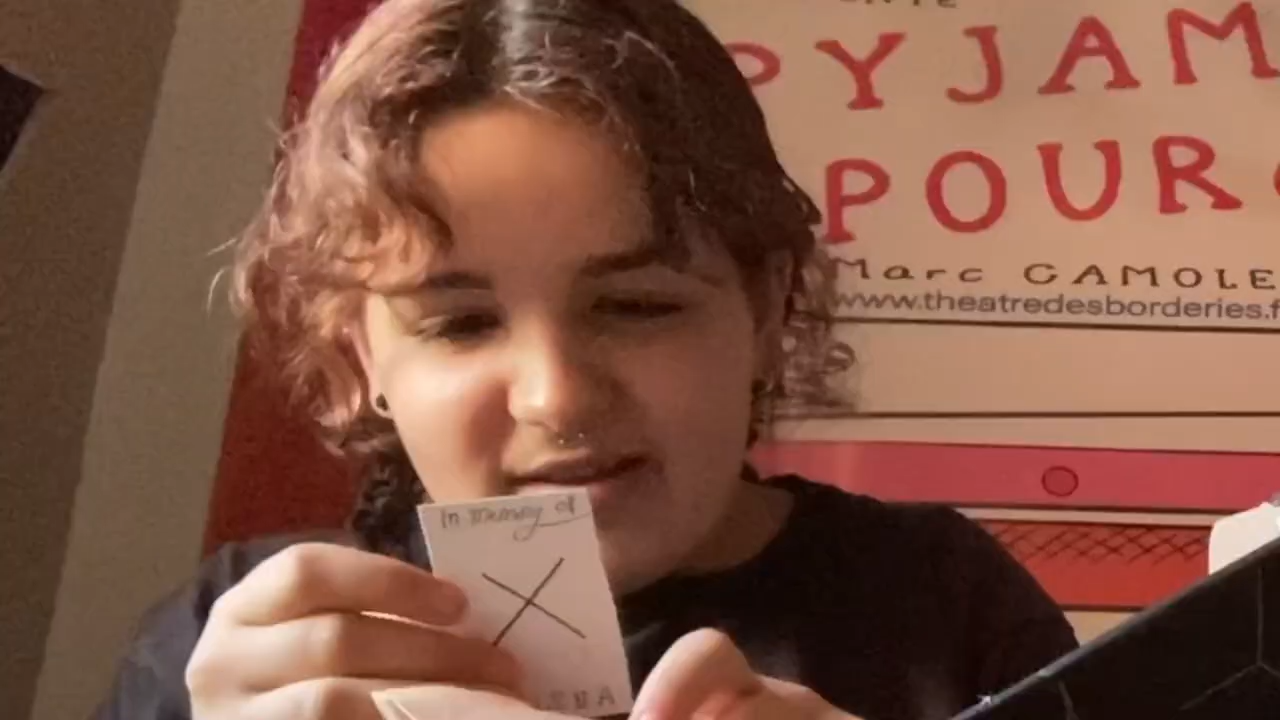 PYJAM
POUR
Marc CAMOLE
www.theatredesborderies.f
In memory of
X